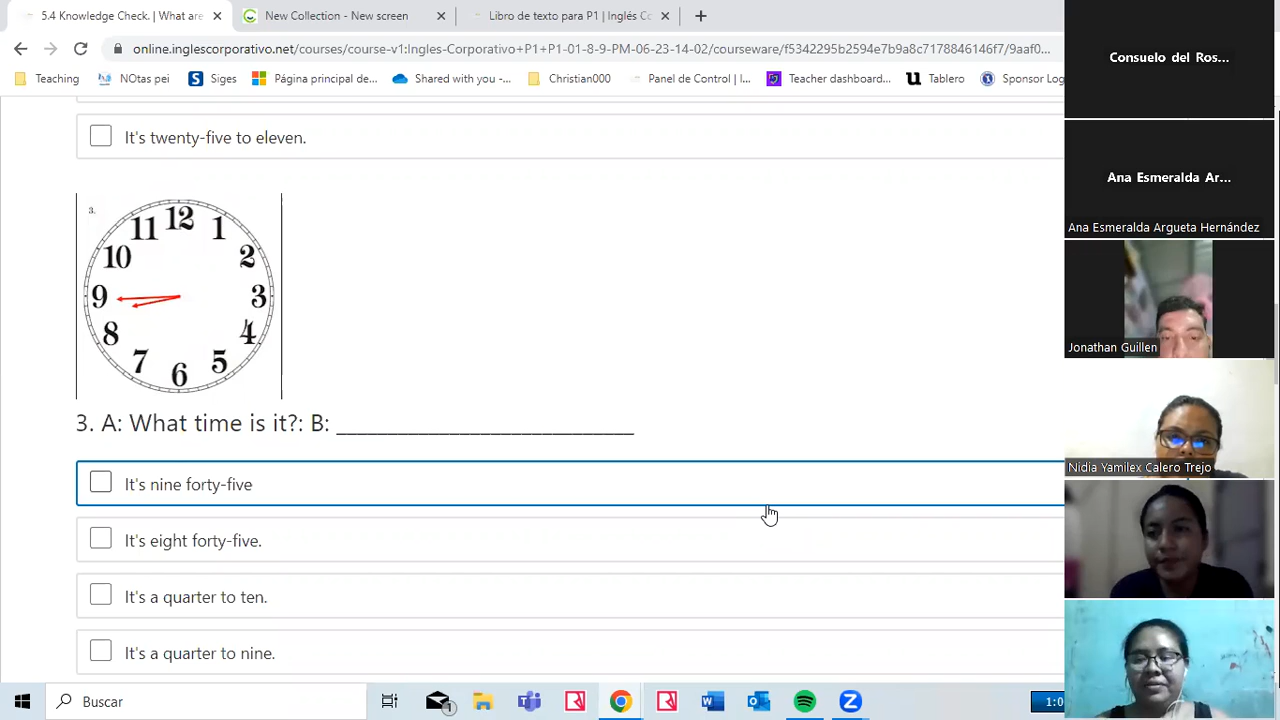 5.4 Knowledge Check. | What are
New Collection - New screen
Libro de texto para P1 | Inglés Co
online.inglescorporativo.net/courses/course-v1:Ingles-Corporativo+P1+P1-01-8-9-PM-06-23-14-02/courseware/f5342295b2594e7b9a8c7178846146f7/9aaf0...
Teaching
NOtas pei
Siges
Página principal de...
Shared with you -...
Christian000
Panel de Control | I...
Teacher dashboard...
Tablero
Sponsor Log
It's twenty-five to eleven.
3.
12
1
2
3
4
5
6
7
8
9
10
11
3. A: What time is it?: B: ___________________________
It's nine forty-five
It's eight forty-five.
It's a quarter to ten.
It's a quarter to nine.
Consuelo del Ros...
Ana Esmeralda Ar...
Ana Esmeralda Argueta Hernández
Jonathan Guillen
Nidia Yamilex Calero Trejo
Buscar
1
1:0